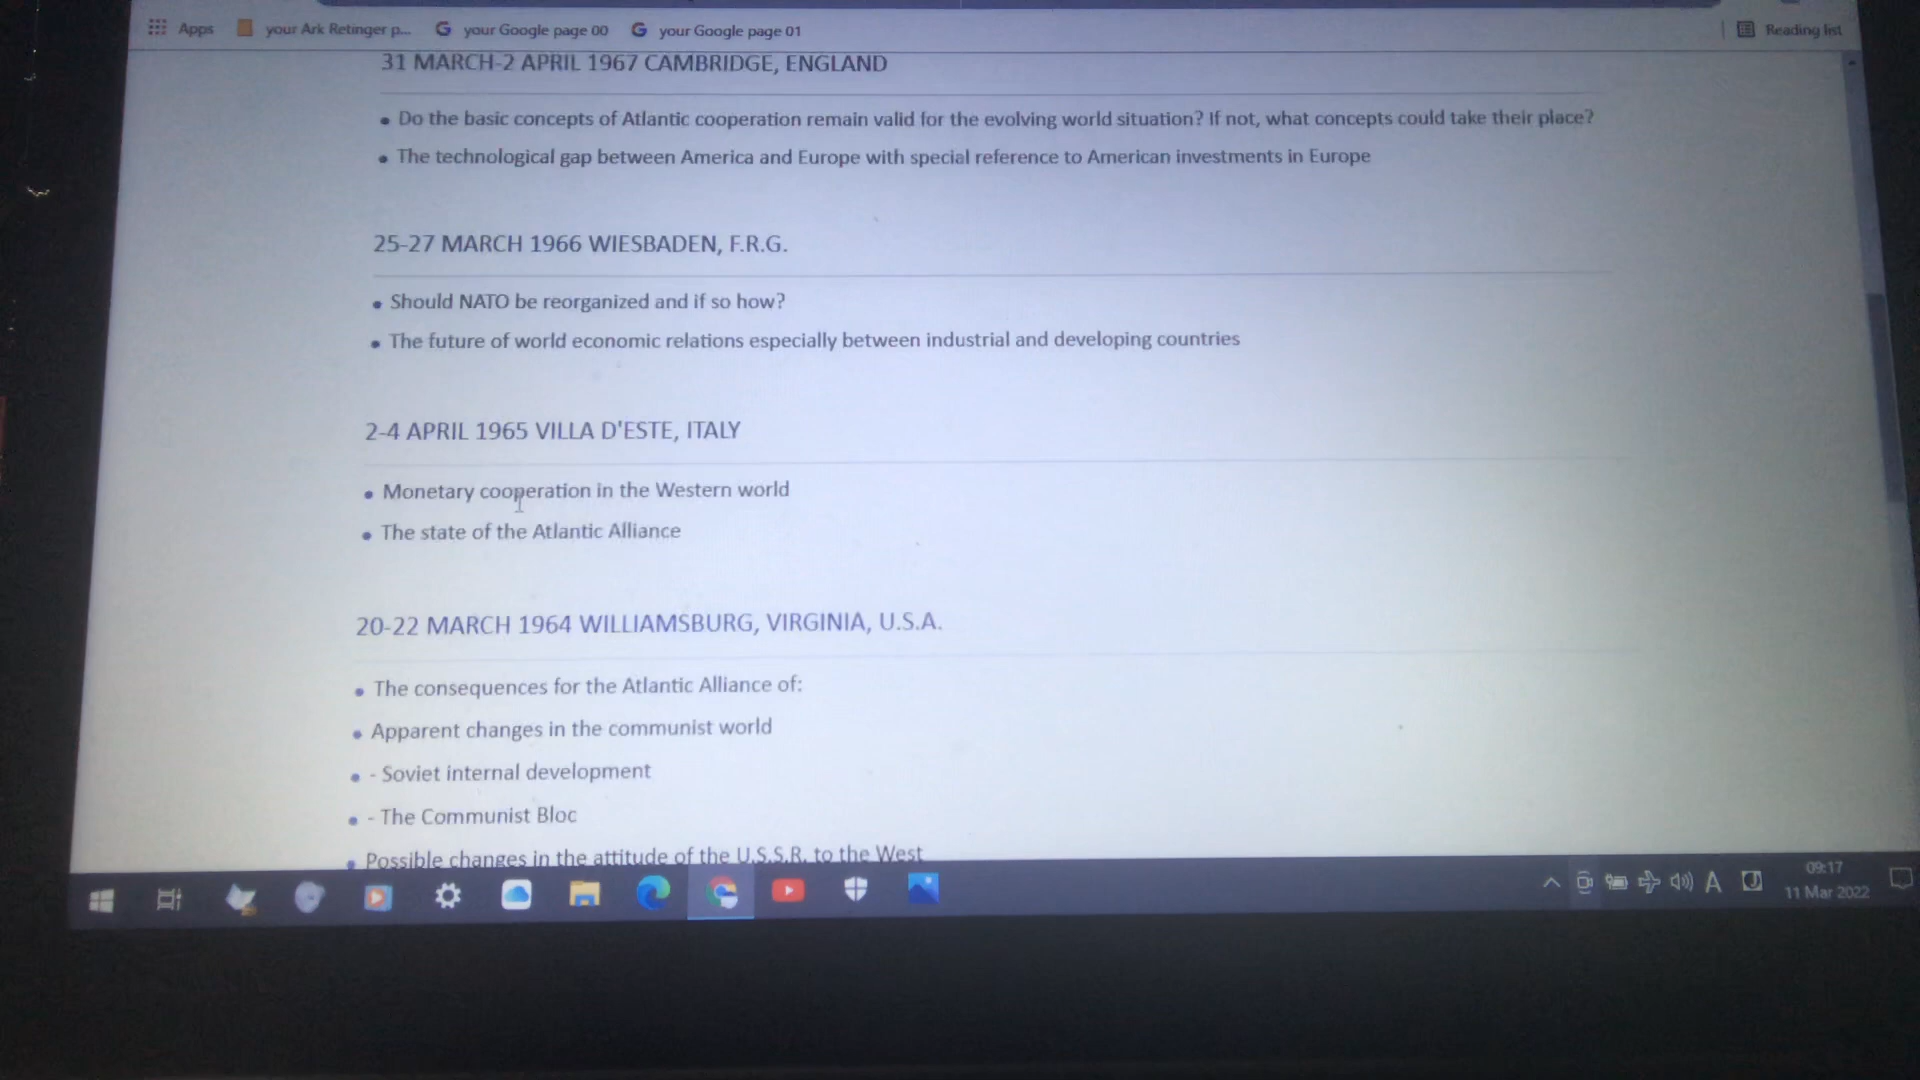 Apps your Ark Retinger p... your Google page 00 your Google page 01 Reading list
31 MARCH-2 APRIL 1967 CAMBRIDGE, ENGLAND
• Do the basic concepts of Atlantic cooperation remain valid for the evolving world situation? If not, what concepts could take their place?
• The technological gap between America and Europe with special reference to American investments in Europe
25-27 MARCH 1966 WIESBADEN, F.R.G.
• Should NATO be reorganized and if so how?
• The future of world economic relations especially between industrial and developing countries
2-4 APRIL 1965 VILLA D'ESTE, ITALY
• Monetary cooperation in the Western world
• The state of the Atlantic Alliance
20-22 MARCH 1964 WILLIAMSBURG, VIRGINIA, U.S.A.
• The consequences for the Atlantic Alliance of:
• Apparent changes in the communist world
• - Soviet internal development
• - The Communist Bloc
• Possible changes in the attitude of the U.S.S.R. to the West
A
09:17
11 Mar 2022